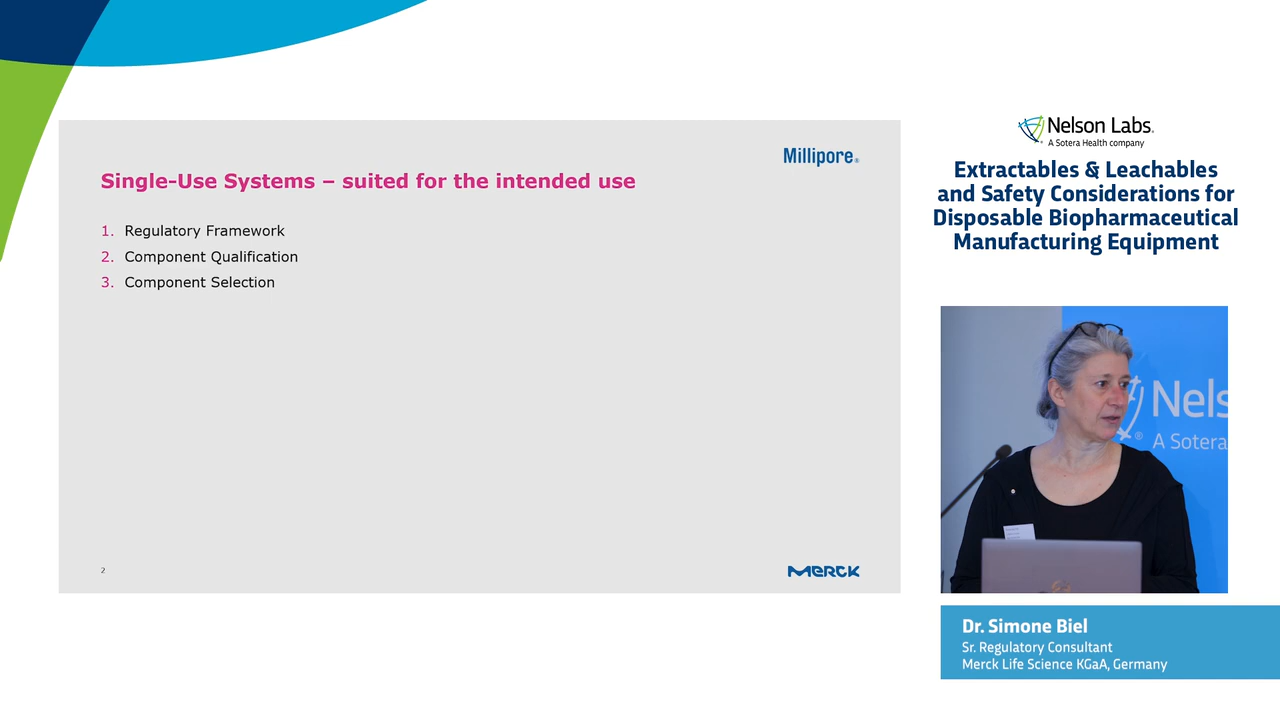 Millipore®
Single-Use Systems – suited for the intended use
1. Regulatory Framework
2. Component Qualification
3. Component Selection
2
MERCK
Nelson Labs.
A Sotera Health company
Extractables & Leachables
and Safety Considerations for
Disposable Biopharmaceutical
Manufacturing Equipment
Nels
® A Sotera
Dr. Simone Biel
Sr. Regulatory Consultant
Merck Life Science KGaA, Germany